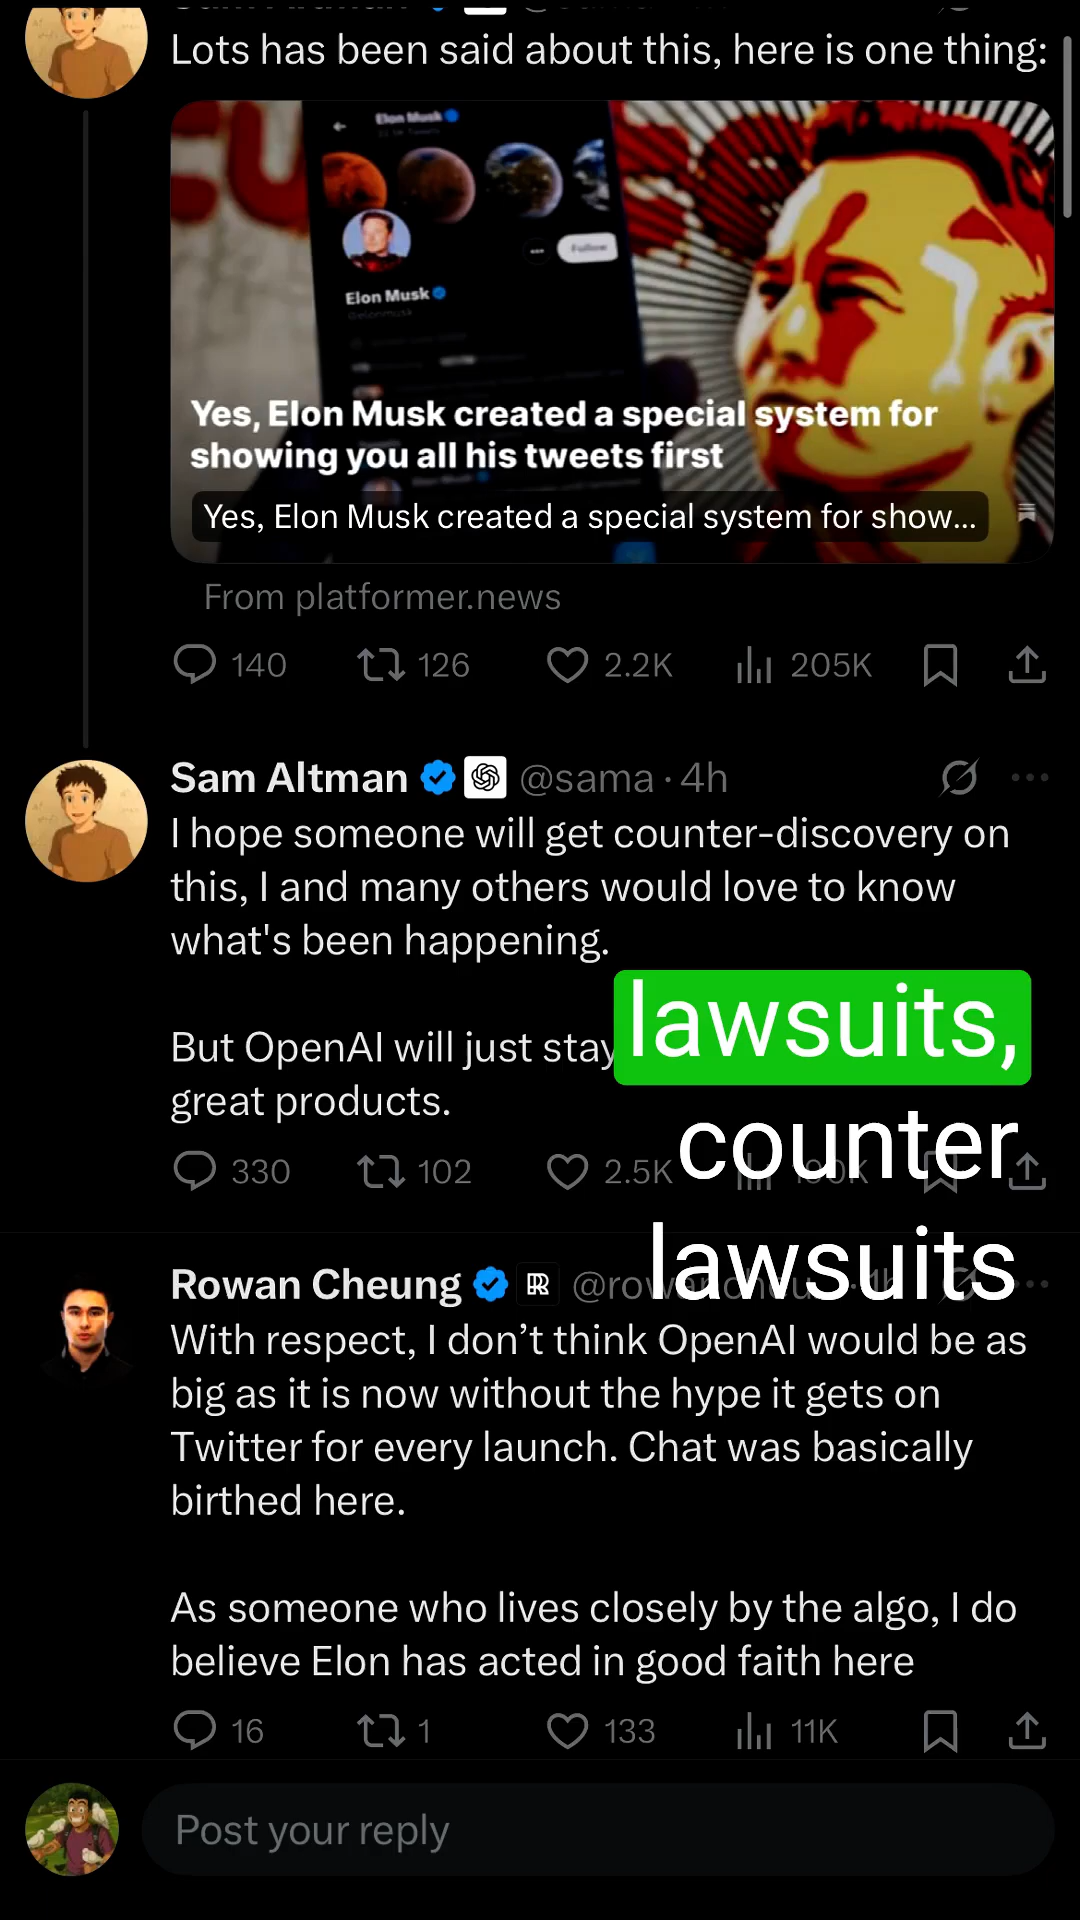 Lots has been said about this, here is one thing:
Elon Musk
Follow
Elon Musk
@elonmusk
Yes, Elon Musk created a special system for
showing you all his tweets first
Yes, Elon Musk created a special system for show...
From platformer.news
140 126 2.2K 205K
Sam Altman @sama · 4h
I hope someone will get counter-discovery on
this, I and many others would love to know
what's been happening.
But OpenAI will just stay
great products.
lawsuits,
counter
lawsuits
330 102 2.5K
Rowan Cheung
With respect, I don’t think OpenAI would be as
big as it is now without the hype it gets on
Twitter for every launch. Chat was basically
birthed here.
As someone who lives closely by the algo, I do
believe Elon has acted in good faith here
16 1 133 11K
Post your reply